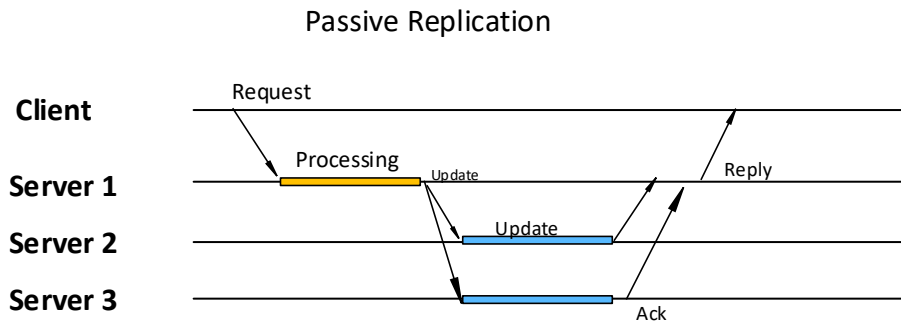 Passive Replication
Request
Client
Processing
Server 1
Update
Reply
Server 2
Update
Server 3
Ack